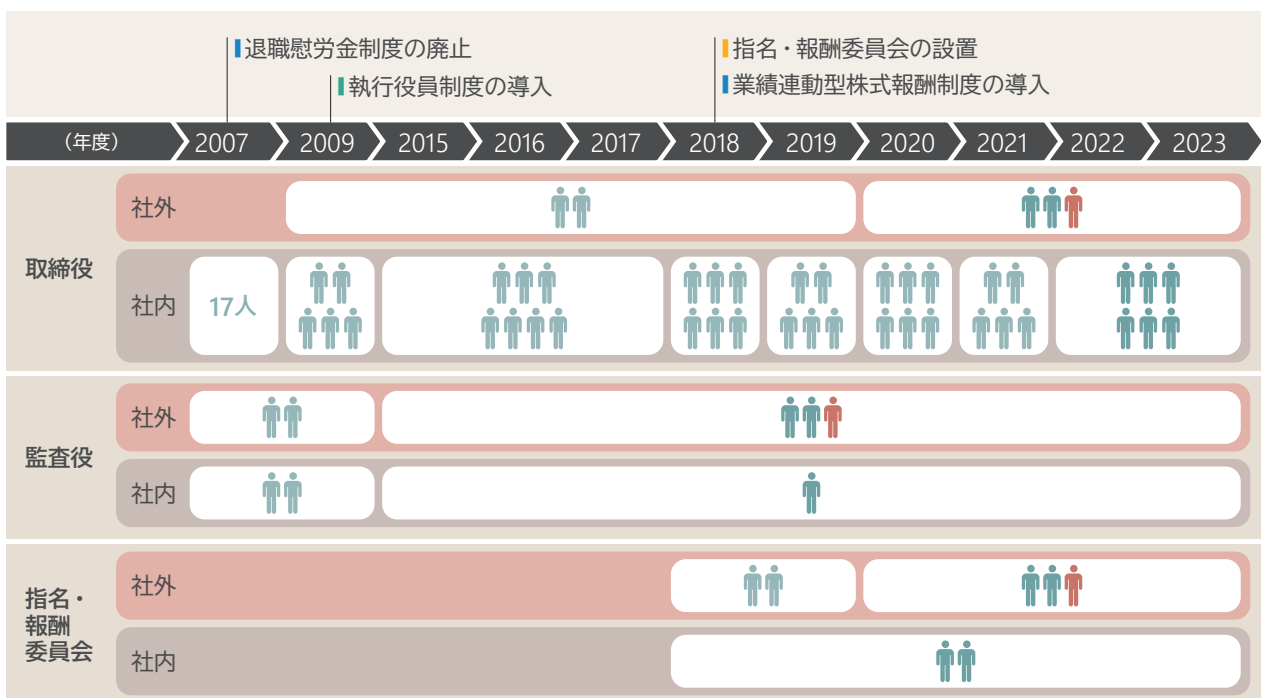 退職慰労金制度の廃止
執行役員制度の導入
指名・報酬委員会の設置
業績連動型株式報酬制度の導入
（年度） 2007 2009 2015 2016 2017 2018 2019 2020 2021 2022 2023
取締役
社外
社内
17人
監査役
社外
社内
指名・
報酬
委員会
社外
社内